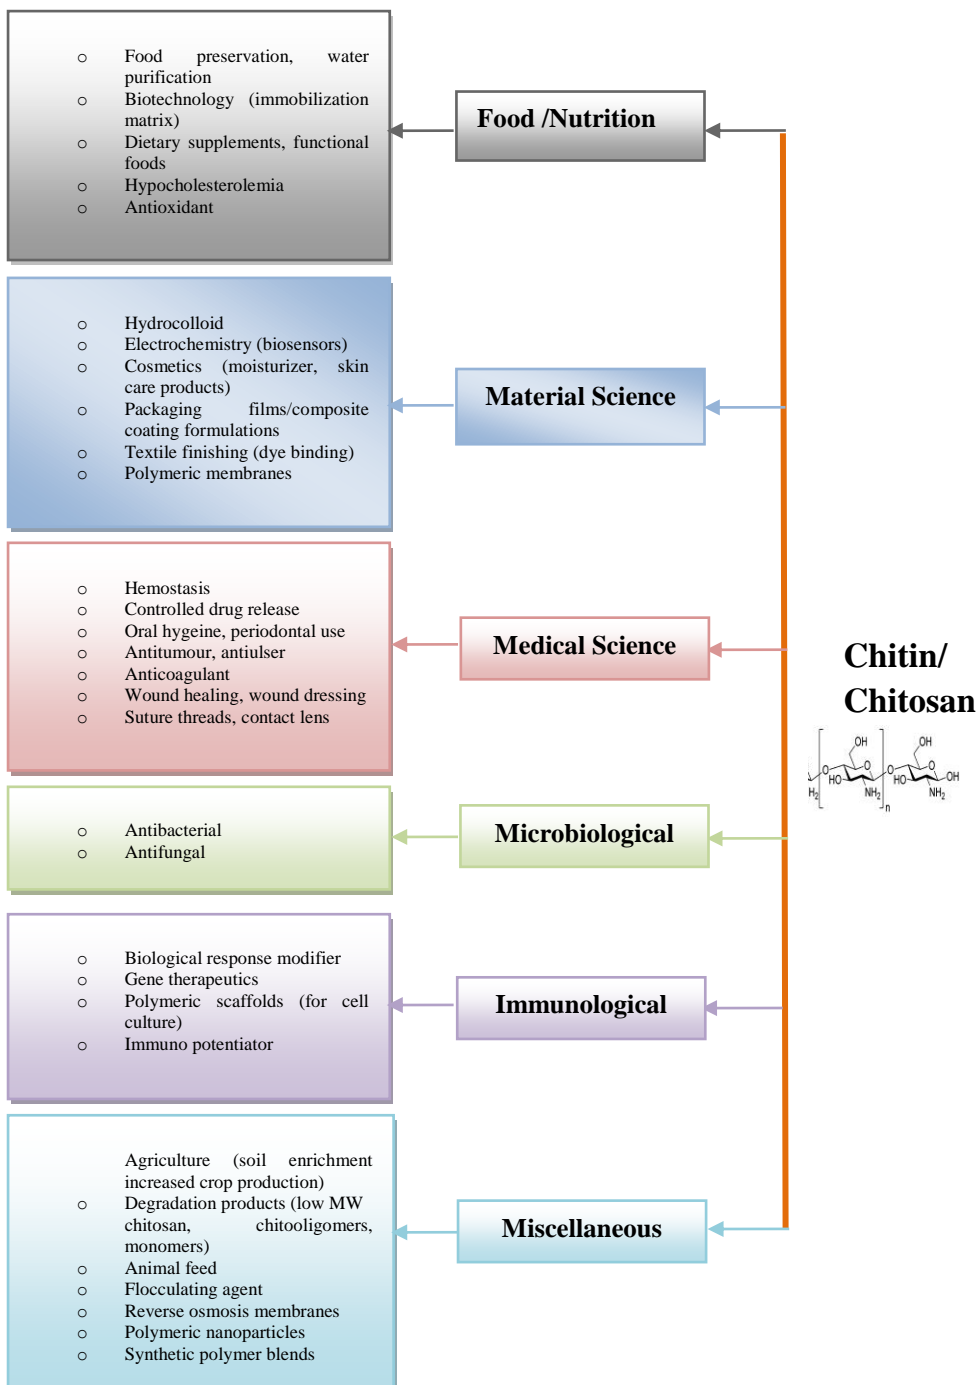 o Food preservation, water
purification
o Biotechnology (immobilization
matrix)
o Dietary supplements, functional
foods
o Hypocholesterolemia
o Antioxidant
Food /Nutrition
o Hydrocolloid
o Electrochemistry (biosensors)
o Cosmetics (moisturizer, skin
care products)
o Packaging films/composite
coating formulations
o Textile finishing (dye binding)
o Polymeric membranes
Material Science
o Hemostasis
o Controlled drug release
o Oral hygeine, periodontal use
o Antitumour, antiulser
o Anticoagulant
o Wound healing, wound dressing
o Suture threads, contact lens
Medical Science
Chitin/
Chitosan
OH
OH
O
O
O
O
OH
HO
HO
H₂
NH₂
NH₂
n
o Antibacterial
o Antifungal
Microbiological
o Biological response modifier
o Gene therapeutics
o Polymeric scaffolds (for cell
culture)
o Immuno potentiator
Immunological
Agriculture (soil enrichment
increased crop production)
o Degradation products (low MW
chitosan, chitooligomers,
monomers)
o Animal feed
o Flocculating agent
o Reverse osmosis membranes
o Polymeric nanoparticles
o Synthetic polymer blends
Miscellaneous